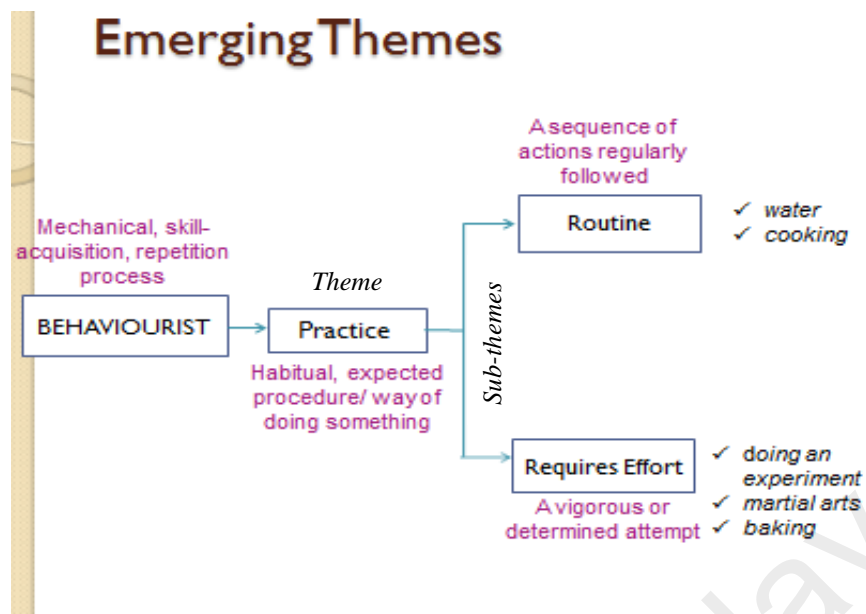 Emerging Themes
A sequence of
actions regularly
followed
Routine
✓ water
✓ cooking
Mechanical, skill-
acquisition, repetition
process
BEHAVIOURIST
Theme
Practice
Habitual, expected
procedure/ way of
doing something
Sub-themes
Requires Effort
A vigorous or
determined attempt
✓ doing an
experiment
✓ martial arts
✓ baking